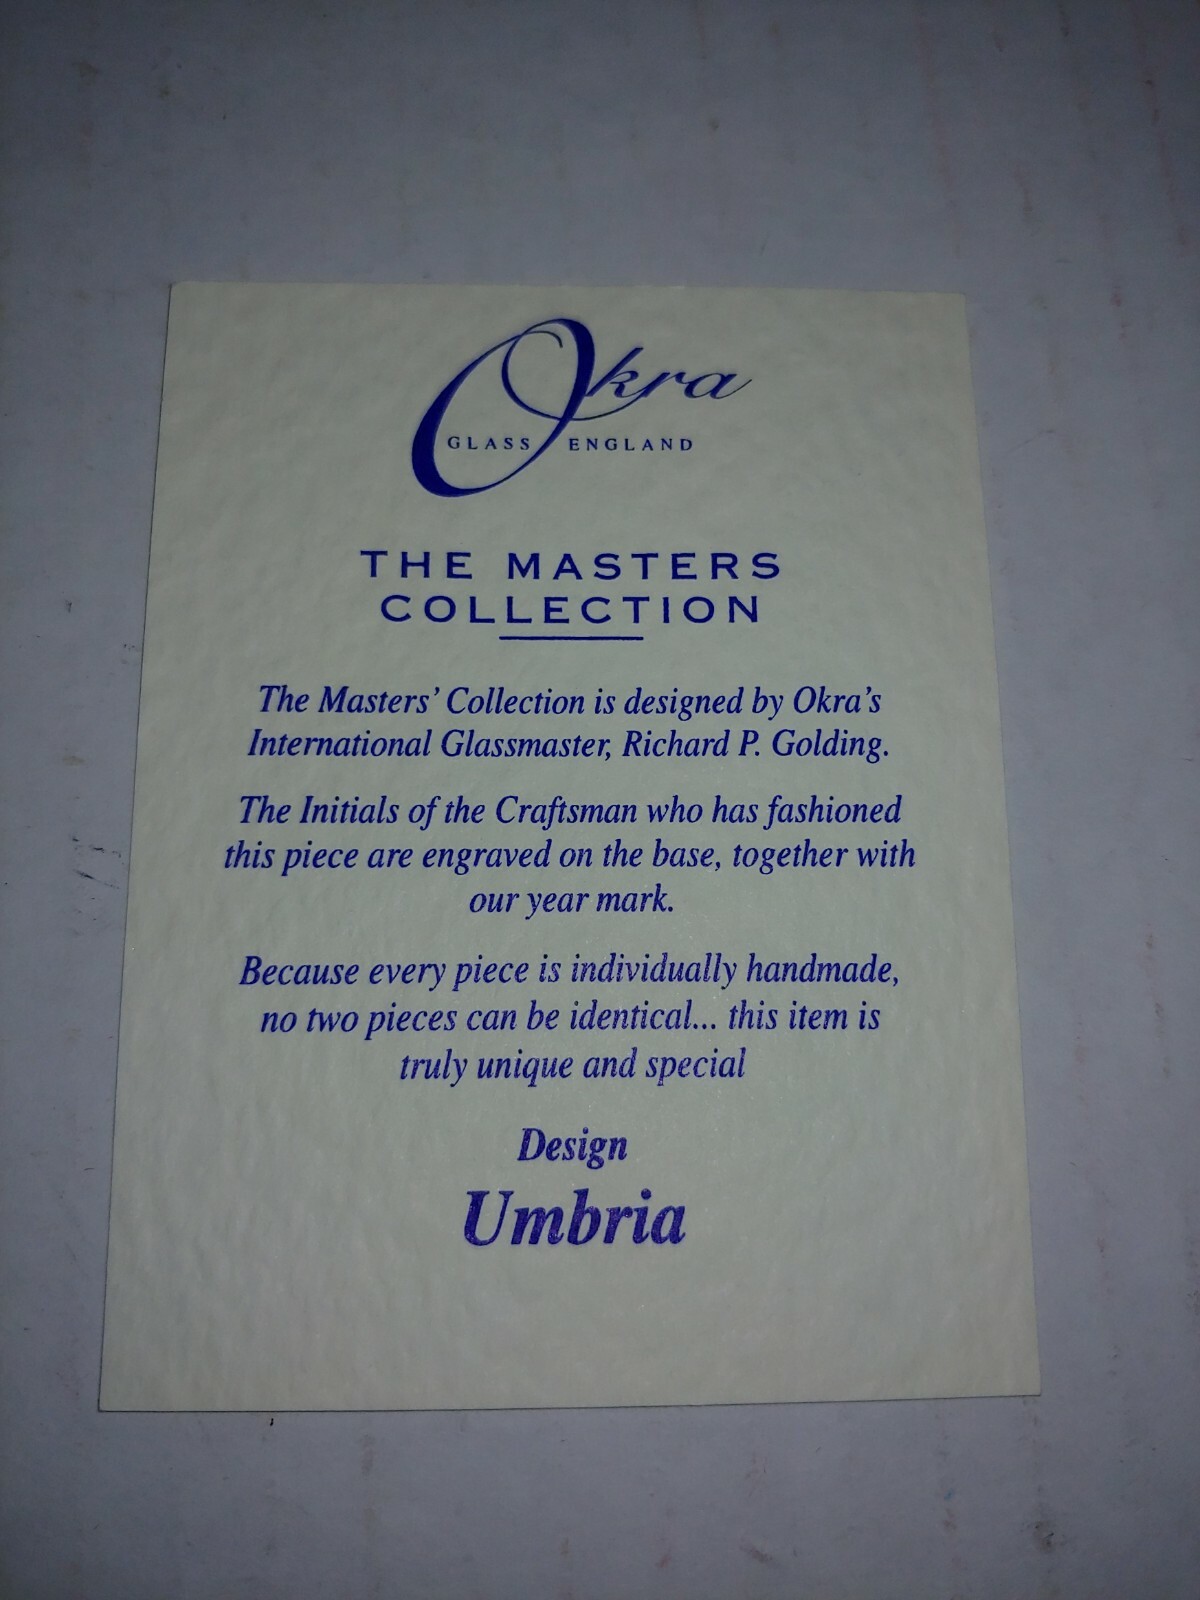 Okra
GLASS ENGLAND
THE MASTERS
COLLECTION
The Masters' Collection is designed by Okra's
International Glassmaster, Richard P. Golding.
The Initials of the Craftsman who has fashioned
this piece are engraved on the base, together with
our year mark.
Because every piece is individually handmade,
no two pieces can be identical... this item is
truly unique and special
Design
Umbria